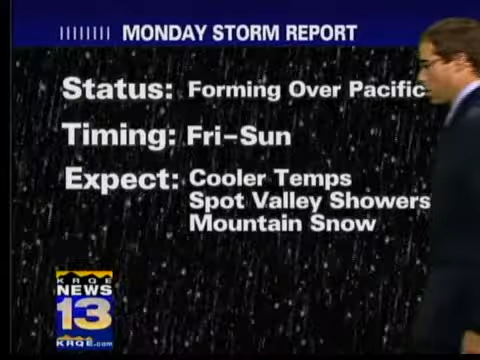 MONDAY STORM REPORT
Status: Forming Over Pacific
Timing: Fri-Sun
Expect: Cooler Temps
Spot Valley Showers
Mountain Snow
KRQE
NEWS
13
KRQE.com